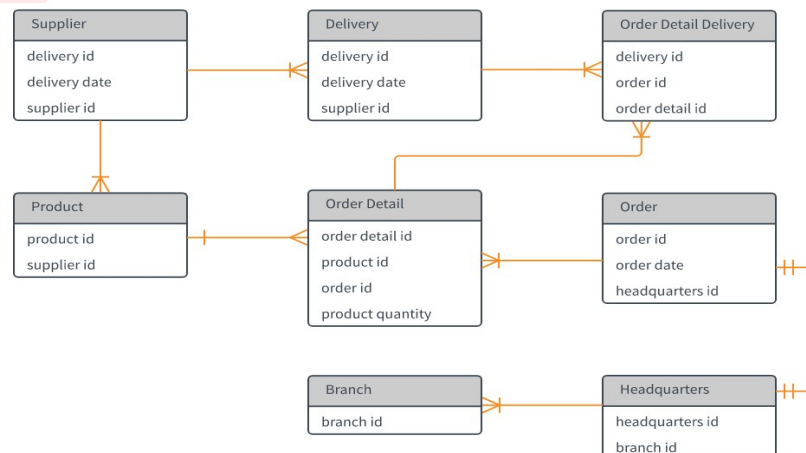 Supplier
delivery id
delivery date
supplier id
Delivery
delivery id
delivery date
supplier id
Order Detail Delivery
delivery id
order id
order detail id
Product
product id
supplier id
Order Detail
order detail id
product id
order id
product quantity
Order
order id
order date
headquarters id
Branch
branch id
Headquarters
headquarters id
branch id